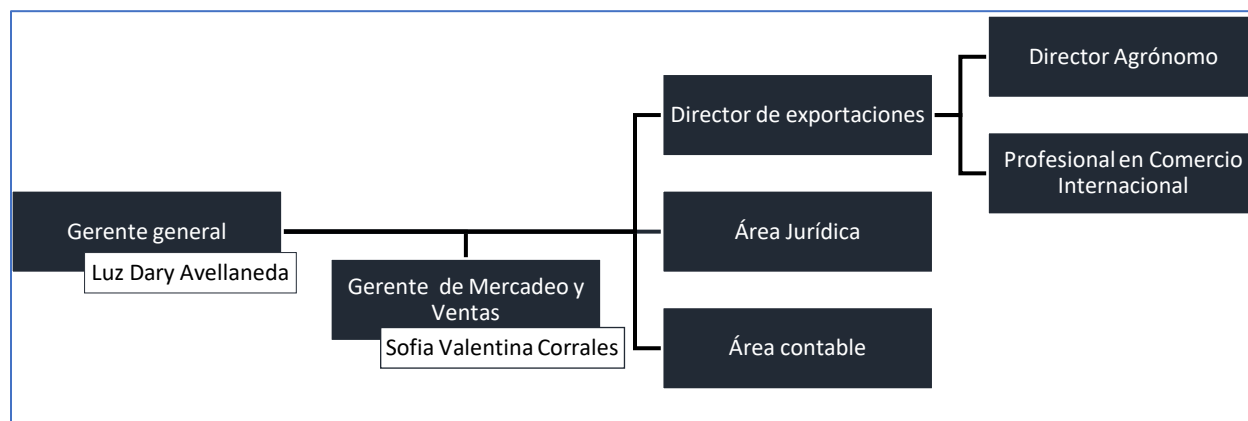 Gerente general
Luz Dary Avellaneda
Gerente de Mercadeo y
Ventas
Sofia Valentina Corrales
Director de exportaciones
Director Agrónomo
Profesional en Comercio
Internacional
Área Jurídica
Área contable